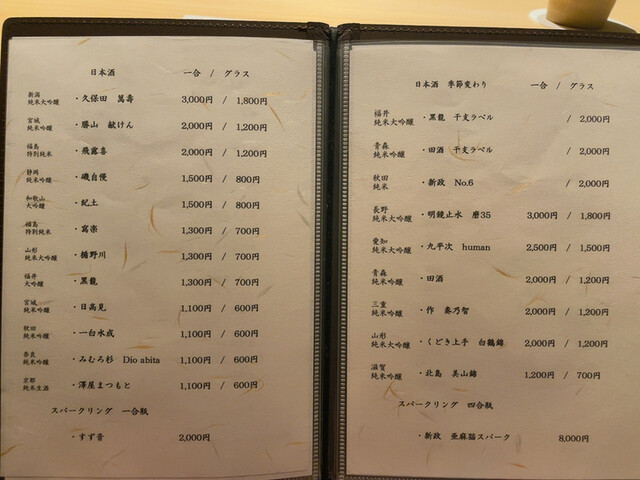 日本酒 一合 / グラス
新潟 純米大吟醸 ・久保田 萬壽 3,000円 / 1,800円
宮城 純米吟醸 ・勝山 献けん 2,000円 / 1,200円
福島 特別純米 ・飛露喜 2,000円 / 1,200円
静岡 純米吟醸 ・磯自慢 1,500円 / 800円
和歌山 大吟醸 ・紀土 1,500円 / 800円
福島 特別純米 ・寫楽 1,300円 / 700円
山形 純米吟醸 ・楯野川 1,300円 / 700円
福井 大吟醸 ・黒龍 1,300円 / 700円
宮城 純米吟醸 ・日高見 1,100円 / 600円
秋田 純米吟醸 ・一白水成 1,100円 / 600円
奈良 純米吟醸 ・みむろ杉 Dio abita 1,100円 / 600円
京都 純米生酒 ・澤屋まつもと 1,100円 / 600円
スパークリング 一合瓶
・すず音 2,000円
日本酒 季節変わり 一合 / グラス
福井 純米大吟醸 ・黒龍 干支ラベル / 2,000円
青森 純米吟醸 ・田酒 干支ラベル / 2,000円
秋田 純米 ・新政 No.6 / 2,000円
長野 純米大吟醸 ・明鏡止水 磨35 3,000円 / 1,800円
愛知 純米大吟醸 ・九平次 human 2,500円 / 1,500円
青森 純米吟醸 ・田酒 2,000円 / 1,200円
三重 純米吟醸 ・作 奏乃智 2,000円 / 1,200円
山形 純米大吟醸 ・くどき上手 白鶴錦 2,000円 / 1,200円
滋賀 純米吟醸 ・北島 美山錦 1,200円 / 700円
スパークリング 四合瓶
・新政 亜麻猫スパーク 8,000円